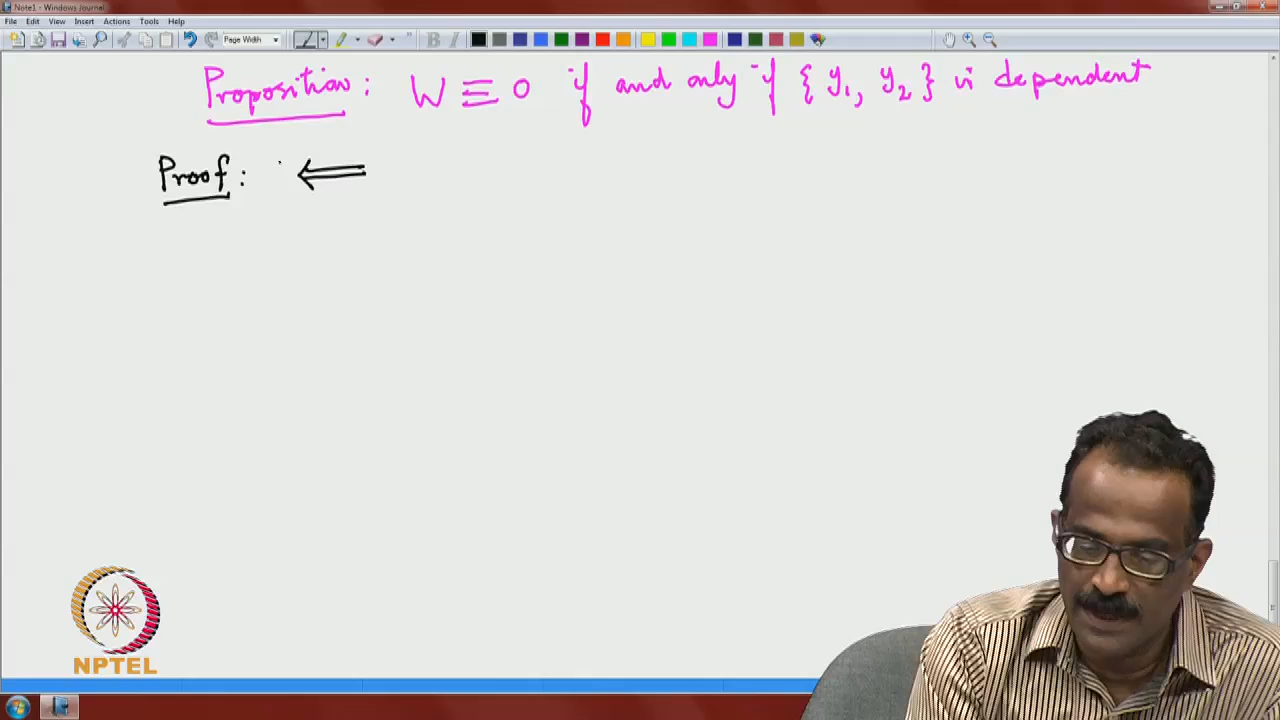 Note1 - Windows Journal
File Edit View Insert Actions Tools Help
Page Width
B I
Proposition: W ≡ 0 if and only if { y₁, y₂ } is dependent
Proof: ⇐
NPTEL